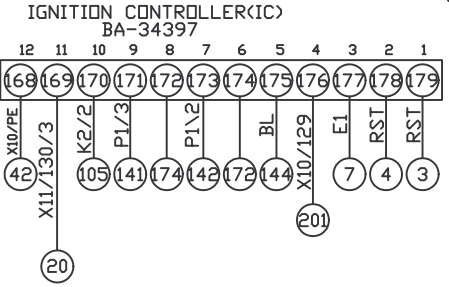 IGNITION CONTROLLER(IC)
BA-34397
12 11 10 9 8 7 6 5 4 3 2 1
168 169 170 171 172 173 174 175 176 177 178 179
X10/PE X11/130/3 K2/2 P1/3 P1\2 BL X10/129 E1 RST RST
42 105 141 174 142 172 144 7 4 3
201
20